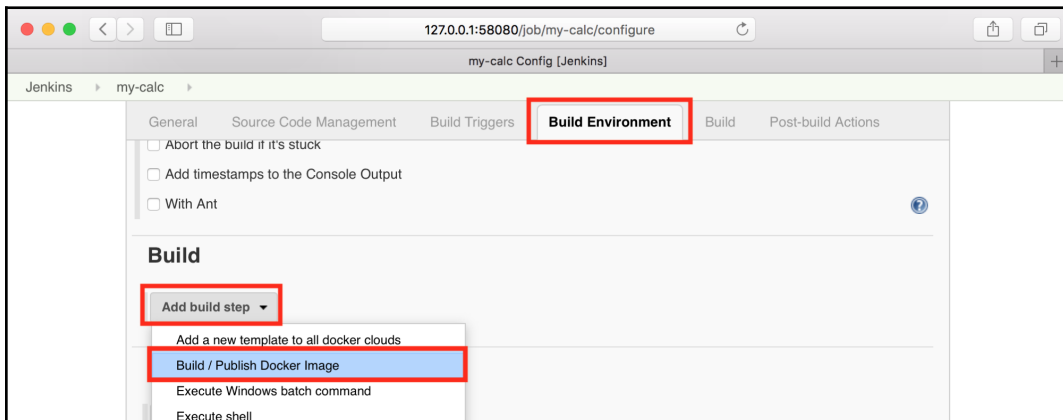 127.0.0.1:58080/job/my-calc/configure
my-calc Config [Jenkins]
Jenkins my-calc
General Source Code Management Build Triggers Build Environment Build Post-build Actions
Abort the build if it's stuck
Add timestamps to the Console Output
With Ant
Build
Add build step
Add a new template to all docker clouds
Build / Publish Docker Image
Execute Windows batch command
Execute shell